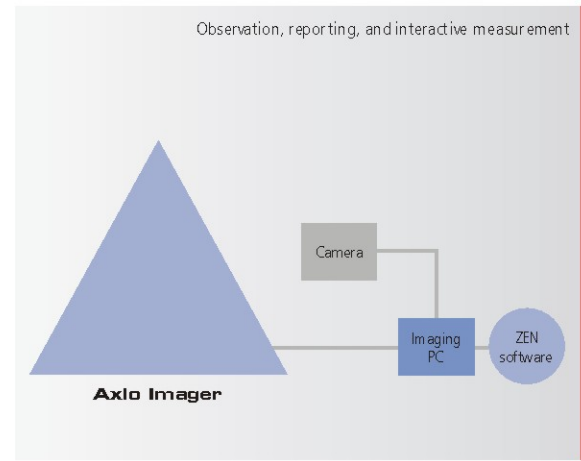 Observation, reporting, and interactive measurement
Camera
Imaging
PC
ZEN
software
Axio Imager